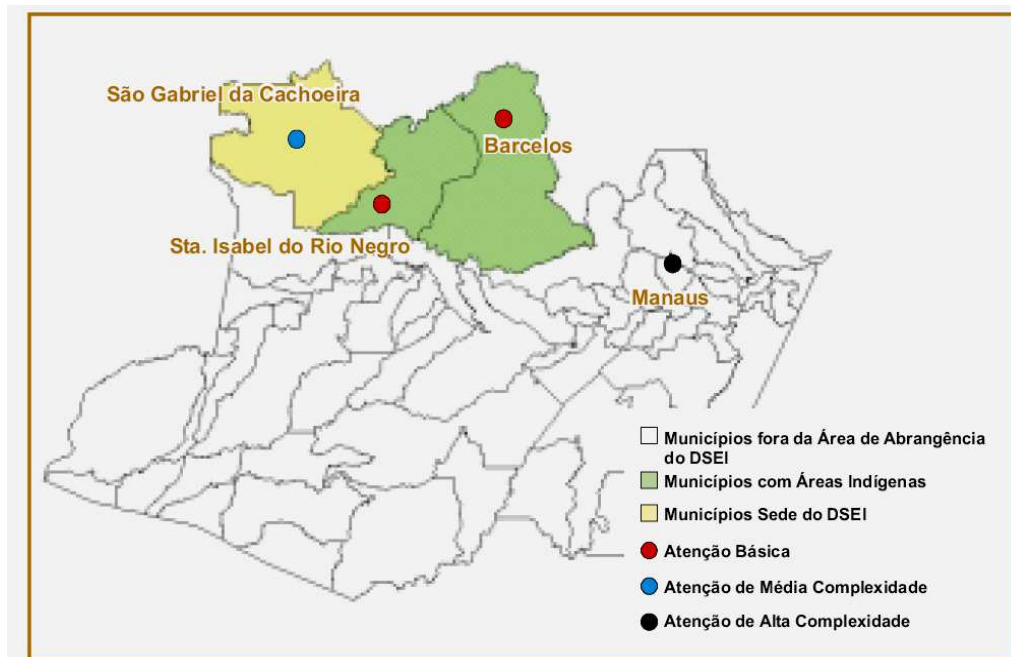 São Gabriel da Cachoeira
Barcelos
Sta. Isabel do Rio Negro
Manaus
Municípios fora da Área de Abrangência
do DSEI
Municípios com Áreas Indígenas
Municípios Sede do DSEI
Atenção Básica
Atenção de Média Complexidade
Atenção de Alta Complexidade